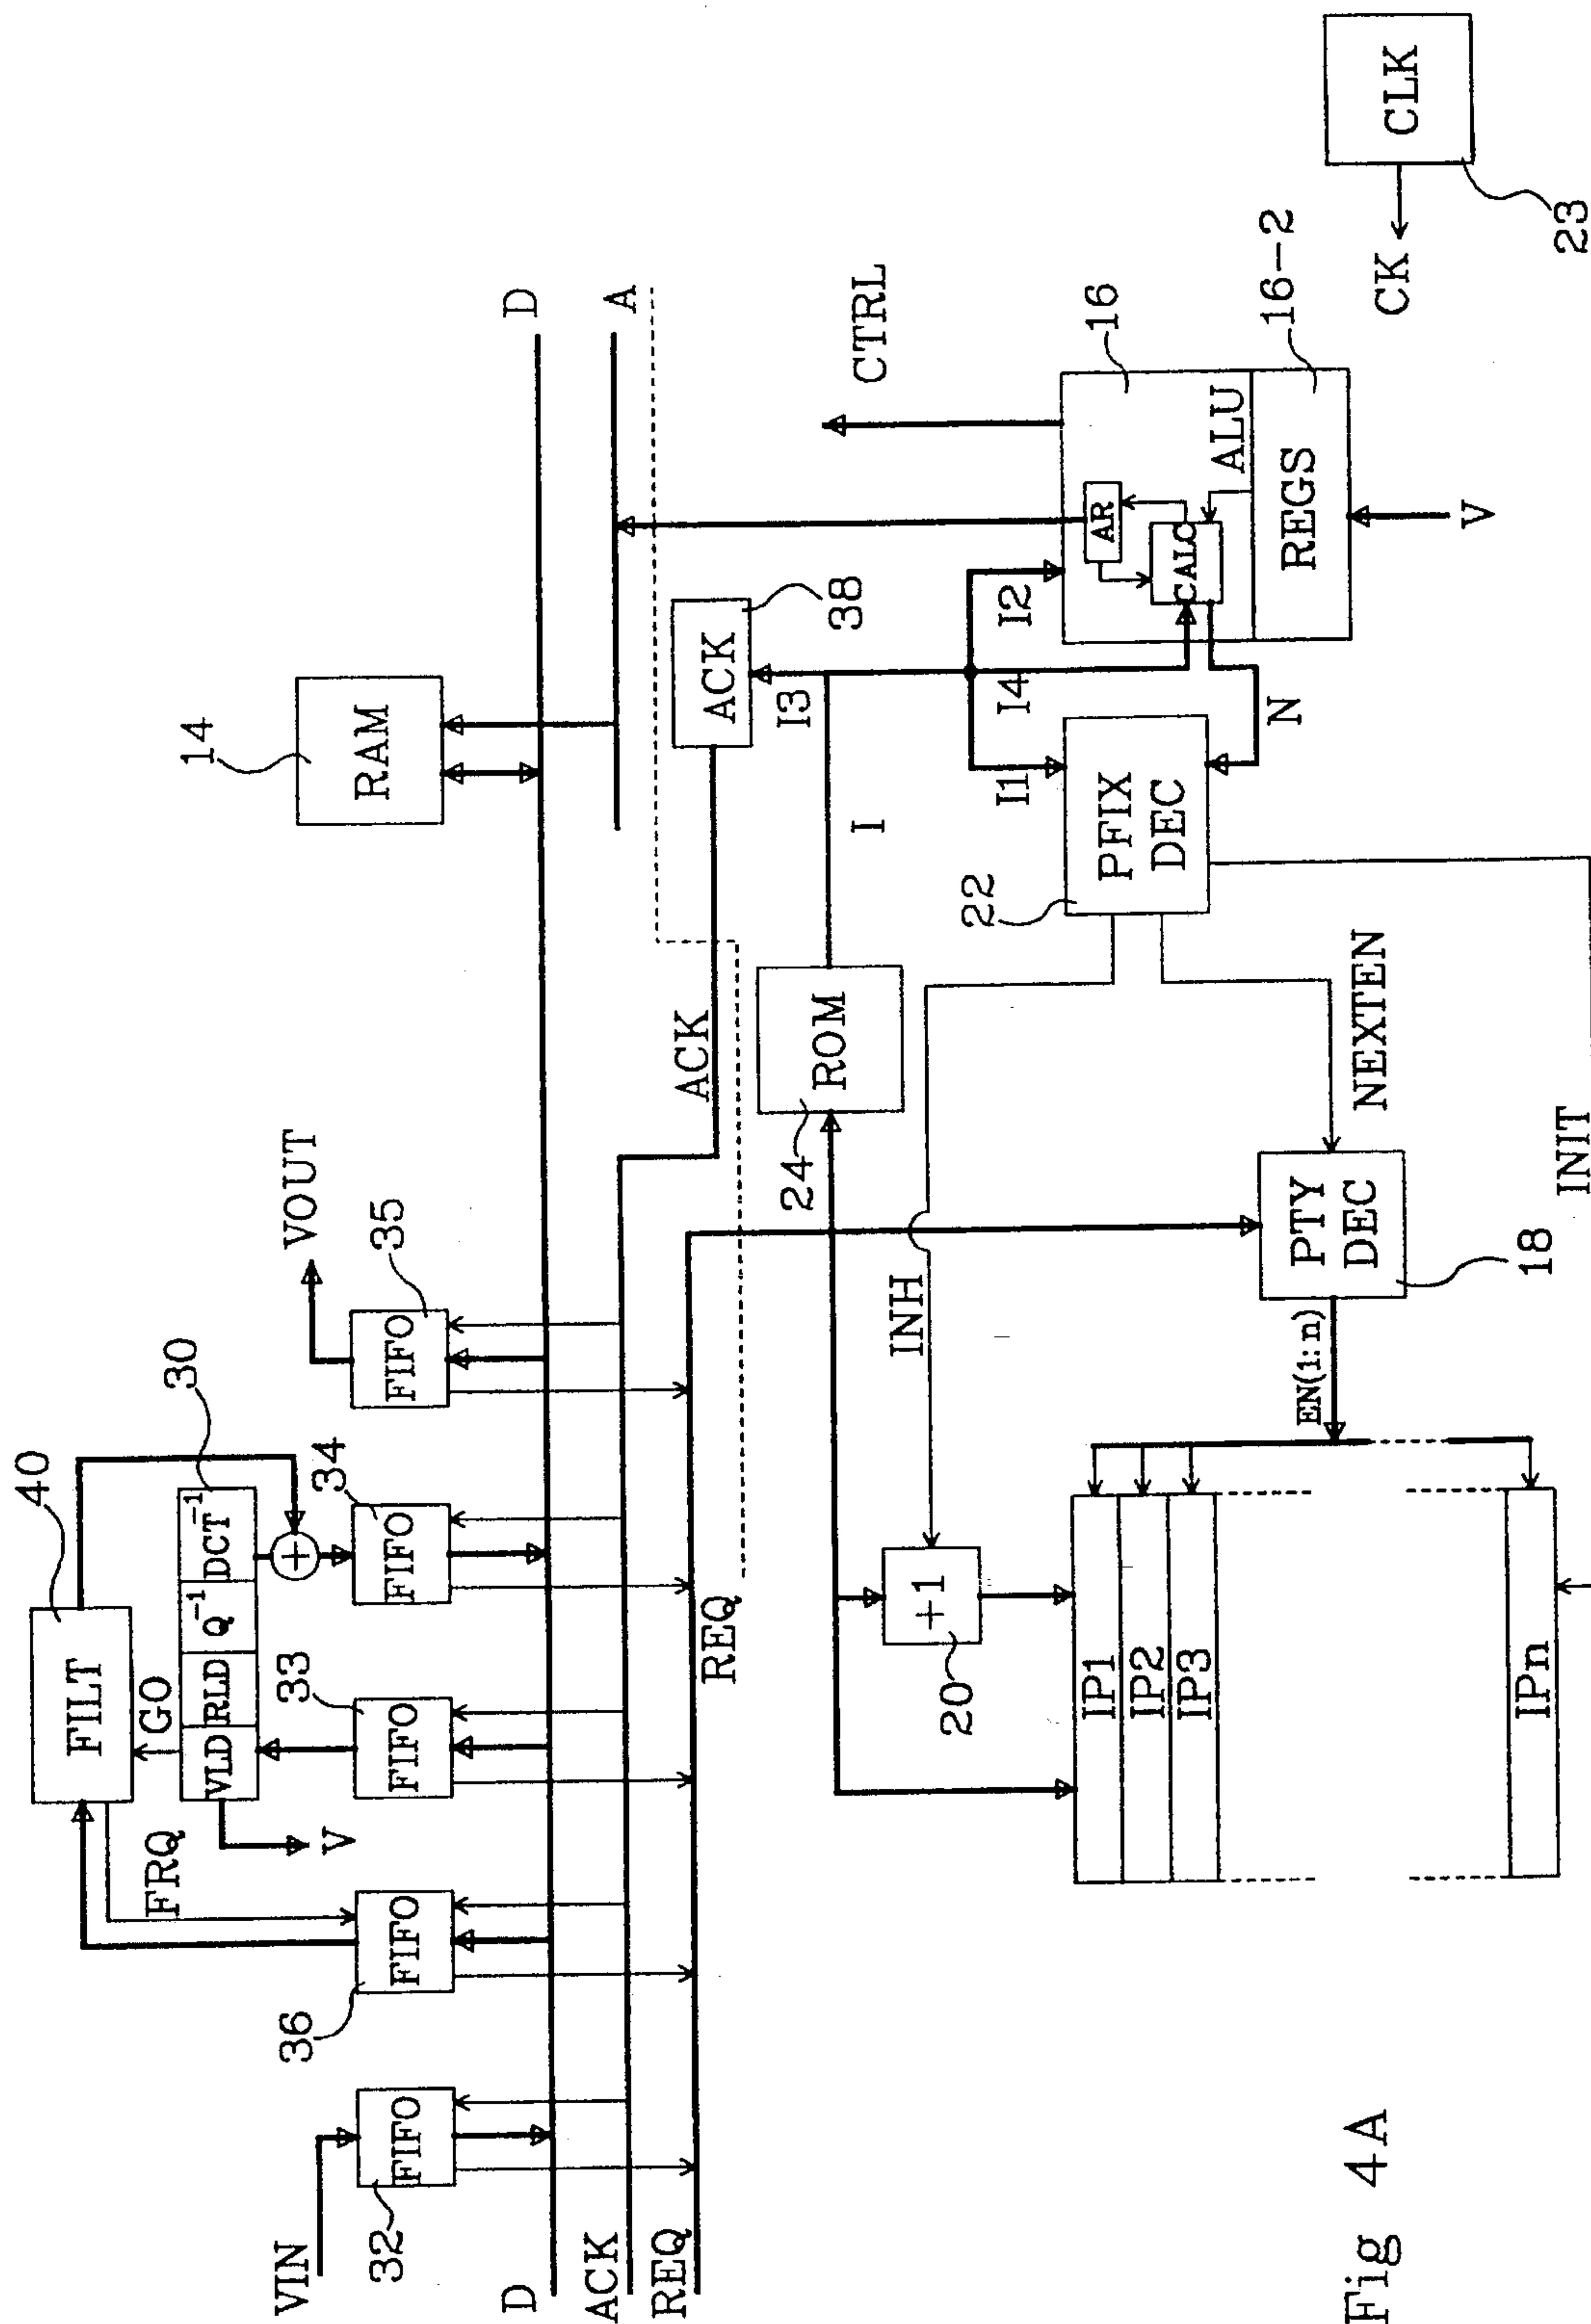 40
FILT
FRQ
GO
30
VLD
RLD
Q⁻¹
DCT⁻¹
+
V
VOUT
VIN
32
FIFO
36
FIFO
33
FIFO
34
FIFO
35
FIFO
14
RAM
D
D
A
ACK
ACK
REQ
REQ
ACK
38
I3
24
ROM
I
CTRL
INH
22
PFIX
DEC
I1
I4
I2
N
16
AR
CALC
ALU
REGS
16-2
V
20
+1
NEXTEN
PTY
DEC
18
EN(1:n)
INIT
IP1
IP2
IP3
IPn
CLK
CK
23
Fig 4A